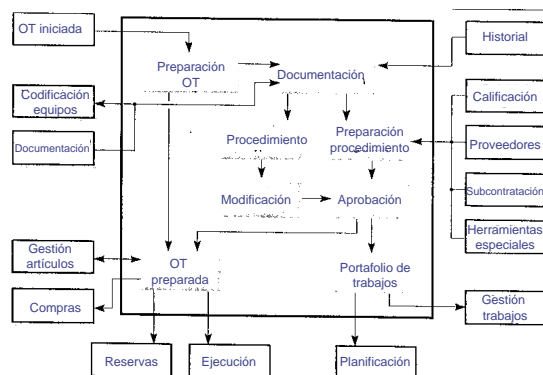 OT iniciada
Preparación
OT
Documentación
Historial
Codificación
equipos
Calificación
Documentación
Procedimiento
Preparación
procedimiento
Proveedores
Modificación
Aprobación
Subcontratación
Herramientas
especiales
Gestión
artículos
OT
preparada
Portafolio de
trabajos
Compras
Gestión
trabajos
Reservas
Ejecución
Planificación